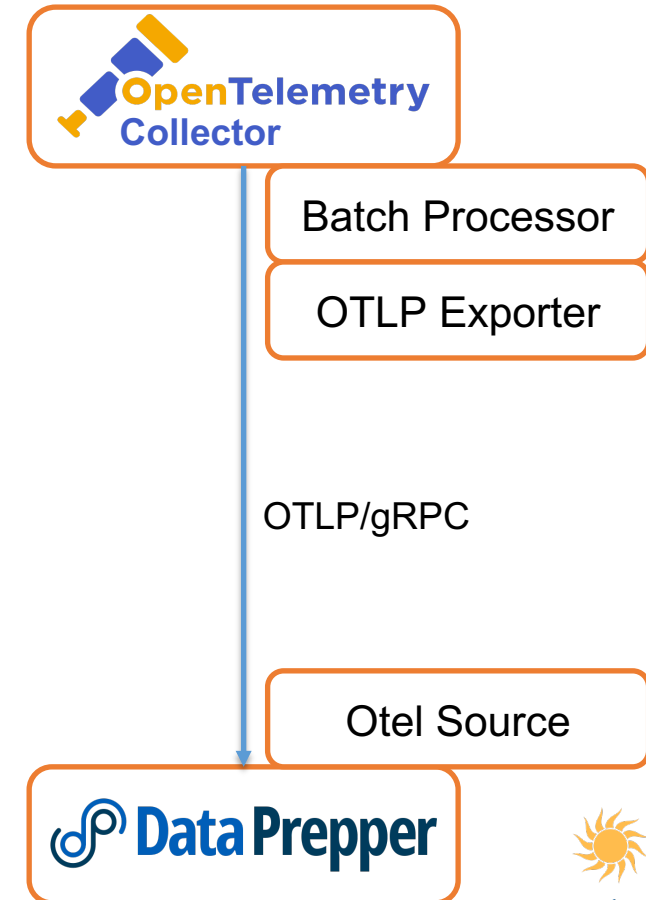 OpenTelemetry
Collector
Batch Processor
OTLP Exporter
OTLP/gRPC
Otel Source
Data Prepper